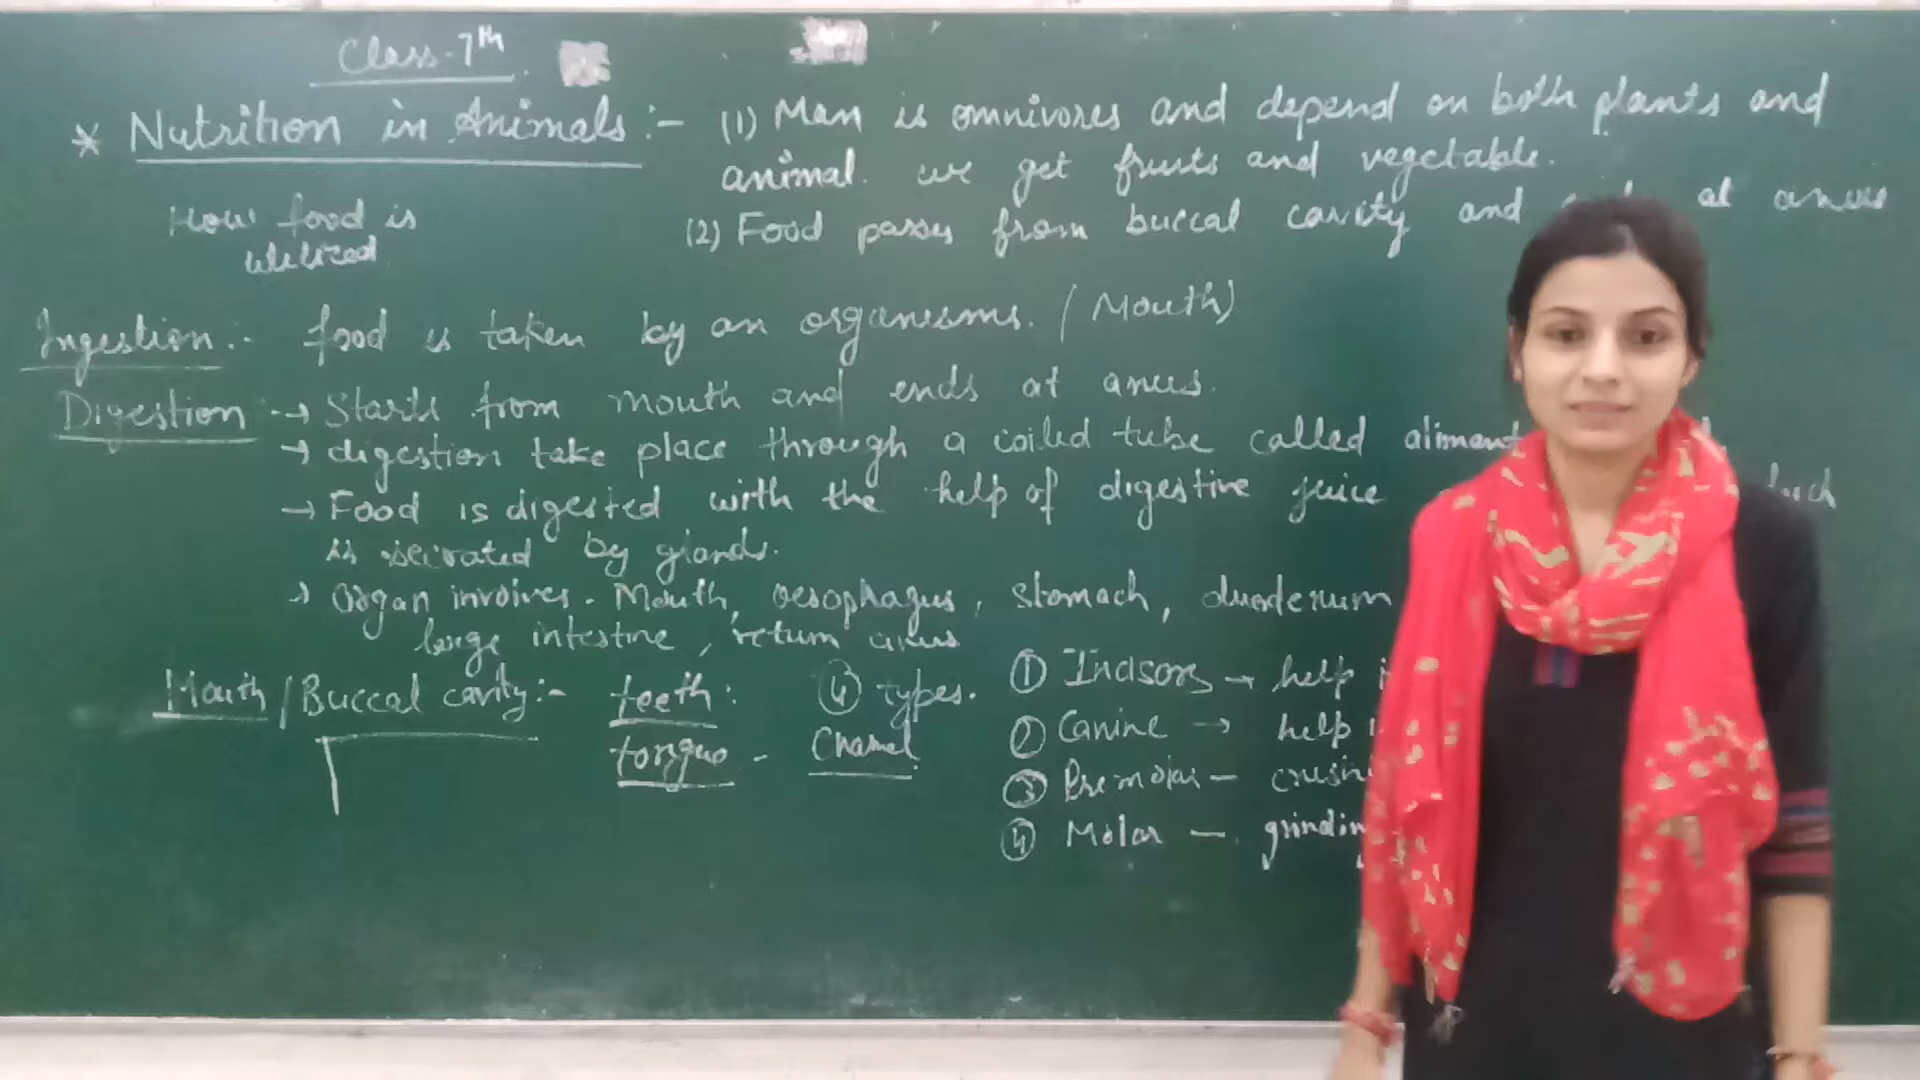 Class-7th
* Nutrition in Animals :- (1) Man is omnivores and depend on both plants and
animal. we get fruits and vegetable.
How food is
utilized
(2) Food passes from buccal cavity and at anus
Ingestion :- food is taken by an organisms. (Mouth)
Digestion -> Starts from mouth and ends at anus.
-> digestion take place through a coiled tube called aliment
-> Food is digested with the help of digestive juice
is secrated by glands.
-> Organ involves - Mouth, oesophagus, stomach, duodenum
large intestine, retum anus
Mouth / Buccal cavity :- teeth : ④ types.
tongue - Channel
① Incisors -> help i
② Canine -> help
③ Premolar - crushi
④ Molar - grindin